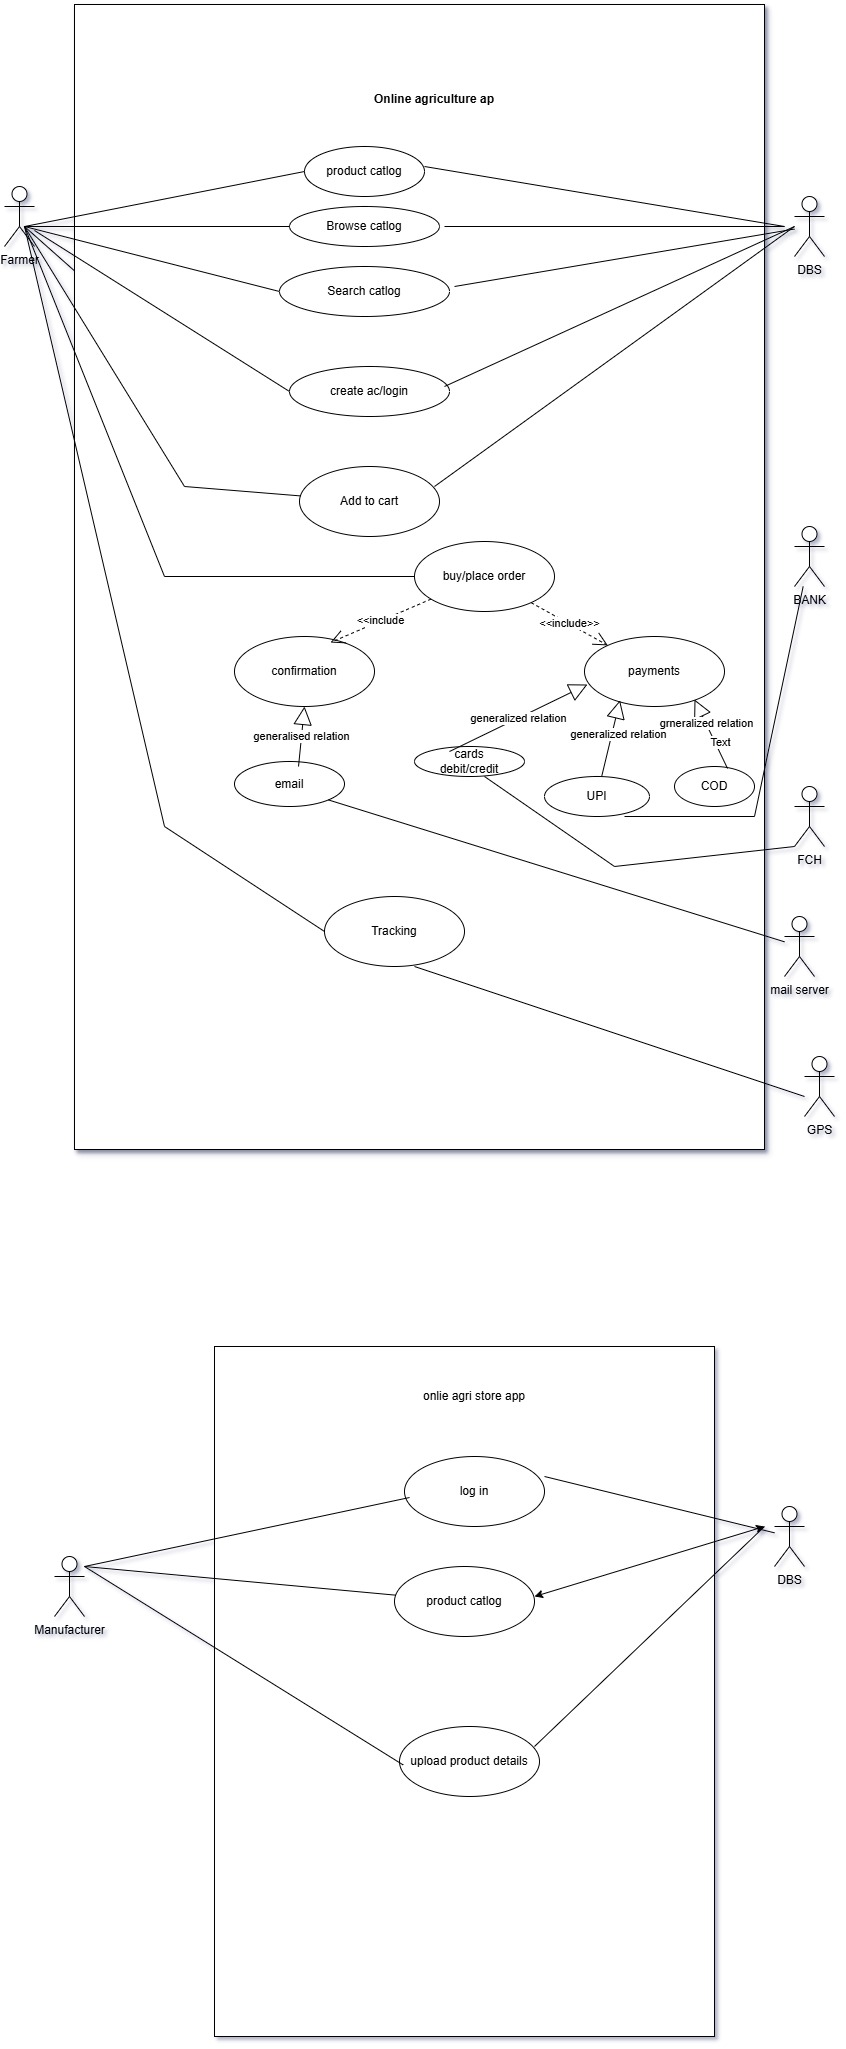 Online agriculture ap
product catlog
Farmer
Browse catlog
DBS
Search catlog
create ac/login
Add to cart
buy/place order
BANK
<<include
<<include>>
confirmation
payments
generalized relation
grneralized relation
generalised relation
generalized relation
Text
cards
debit/credit
email
UPI
COD
FCH
Tracking
mail server
GPS
onlie agri store app
log in
DBS
product catlog
Manufacturer
upload product details